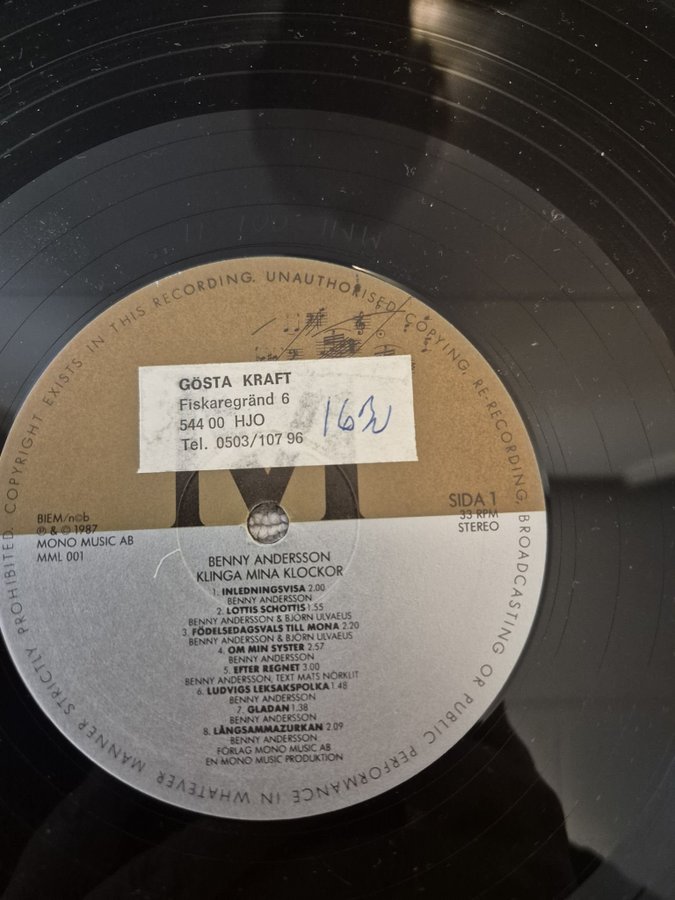 COPYRIGHT EXISTS IN THIS RECORDING. UNAUTHORISED COPYING, RE-RECORDING, BROADCASTING OR PUBLIC PERFORMANCE IN WHATEVER MANNER STRICTLY PROHIBITED.
GÖSTA KRAFT
Fiskaregränd 6
544 00 HJO
Tel. 0503/107 96
M
SIDA 1
33 RPM
STEREO
BIEM/n©b
℗ & © 1987
MONO MUSIC AB
MML 001
BENNY ANDERSSON
KLINGA MINA KLOCKOR
1. INLEDNINGSVISA 2.00
BENNY ANDERSSON
2. LOTTIS SCHOTTIS 1.55
BENNY ANDERSSON & BJÖRN ULVAEUS
3. FÖDELSEDAGSVALS TILL MONA 2.20
BENNY ANDERSSON & BJÖRN ULVAEUS
4. OM MIN SYSTER 2.57
BENNY ANDERSSON
5. EFTER REGNET 3.00
BENNY ANDERSSON, TEXT MATS NÖRKLIT
6. LUDVIGS LEKSAKSPOLKA 1.48
BENNY ANDERSSON
7. GLADAN 1.38
BENNY ANDERSSON
8. LÅNGSAMMAZURKAN 2.09
BENNY ANDERSSON
FÖRLAG MONO MUSIC AB
EN MONO MUSIC PRODUKTION